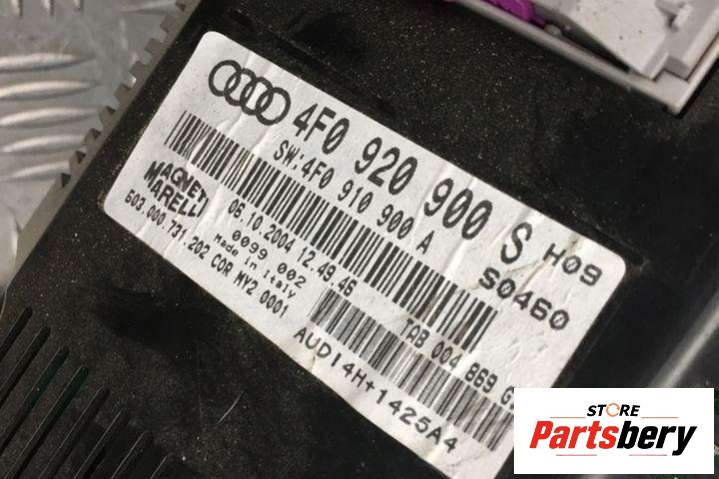 4F0 920 900 S H09
SW:4F0 910 900 A S0460
MAGNETI
MARELLI
06.10.2004 12.49.46
0099 002
Made in Italy
503.000.731.202 COR MY2 0001
TAB 004 869 G
AUDI4H+1425A4
STORE
Partsbery